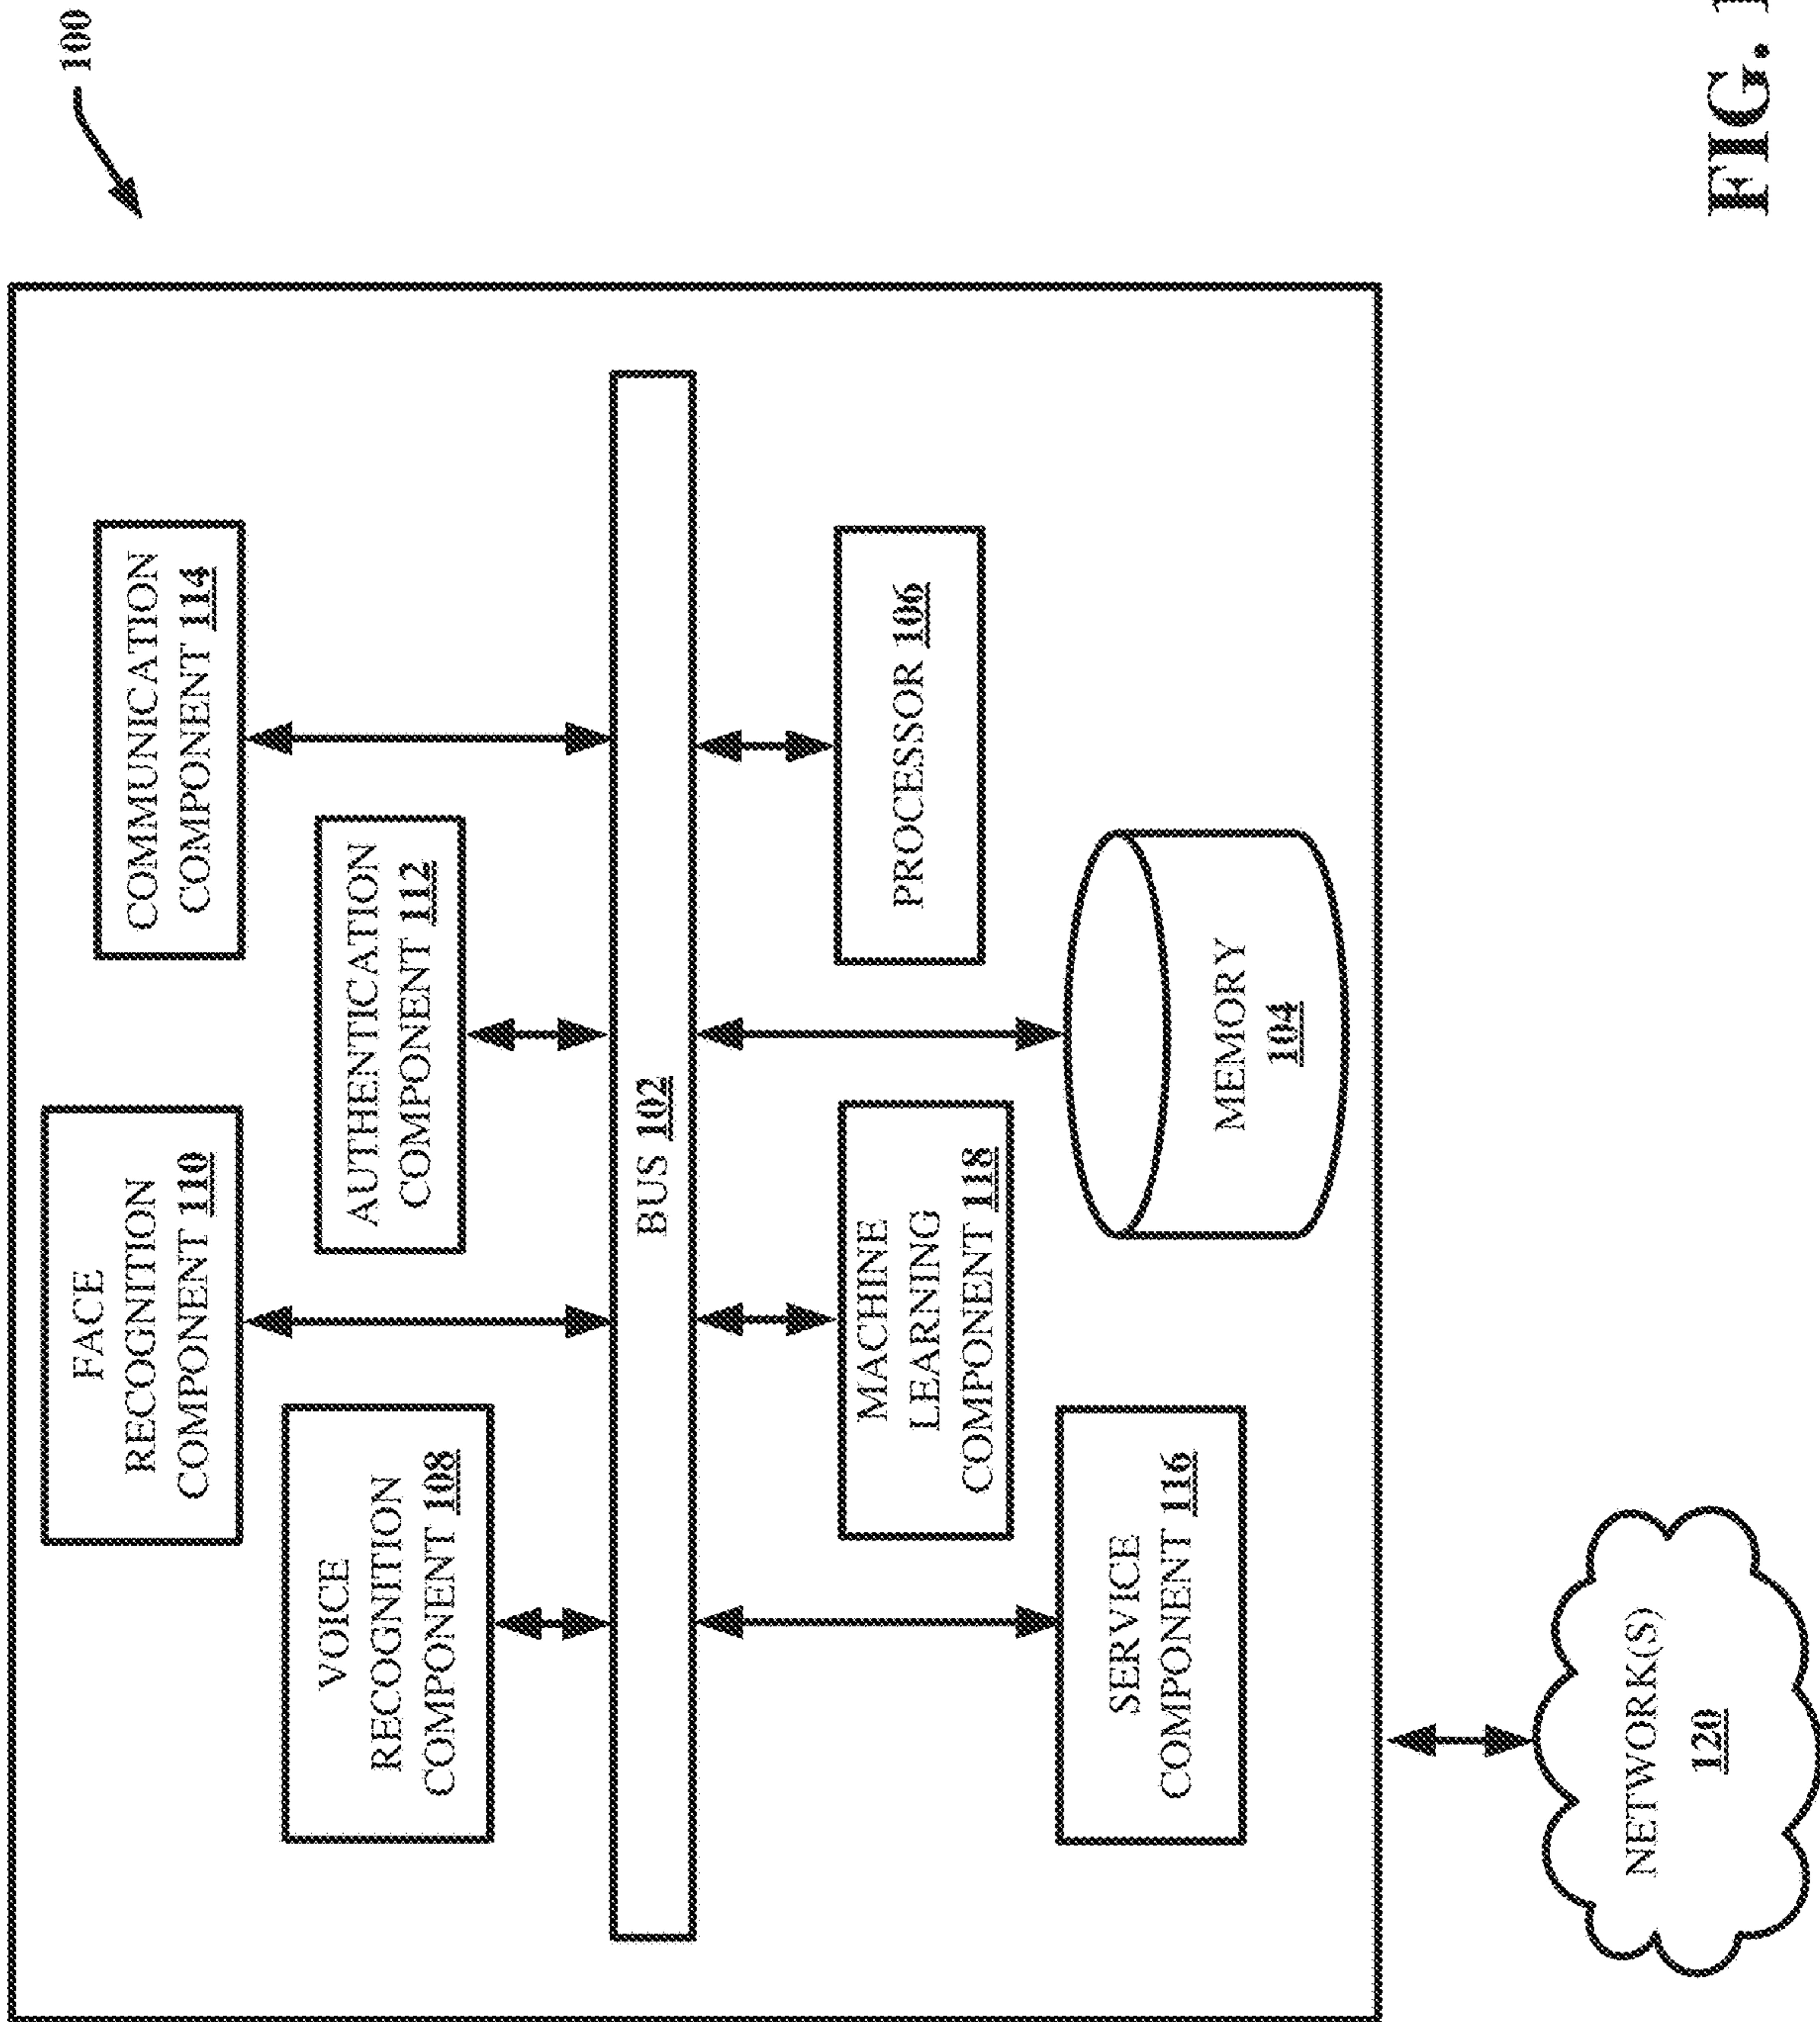 100
FACE
RECOGNITION
COMPONENT 110
COMMUNICATION
COMPONENT 114
VOICE
RECOGNITION
COMPONENT 108
AUTHENTICATION
COMPONENT 112
BUS 102
MACHINE
LEARNING
COMPONENT 118
PROCESSOR 106
SERVICE
COMPONENT 116
MEMORY
104
NETWORK(S)
120
FIG. 1